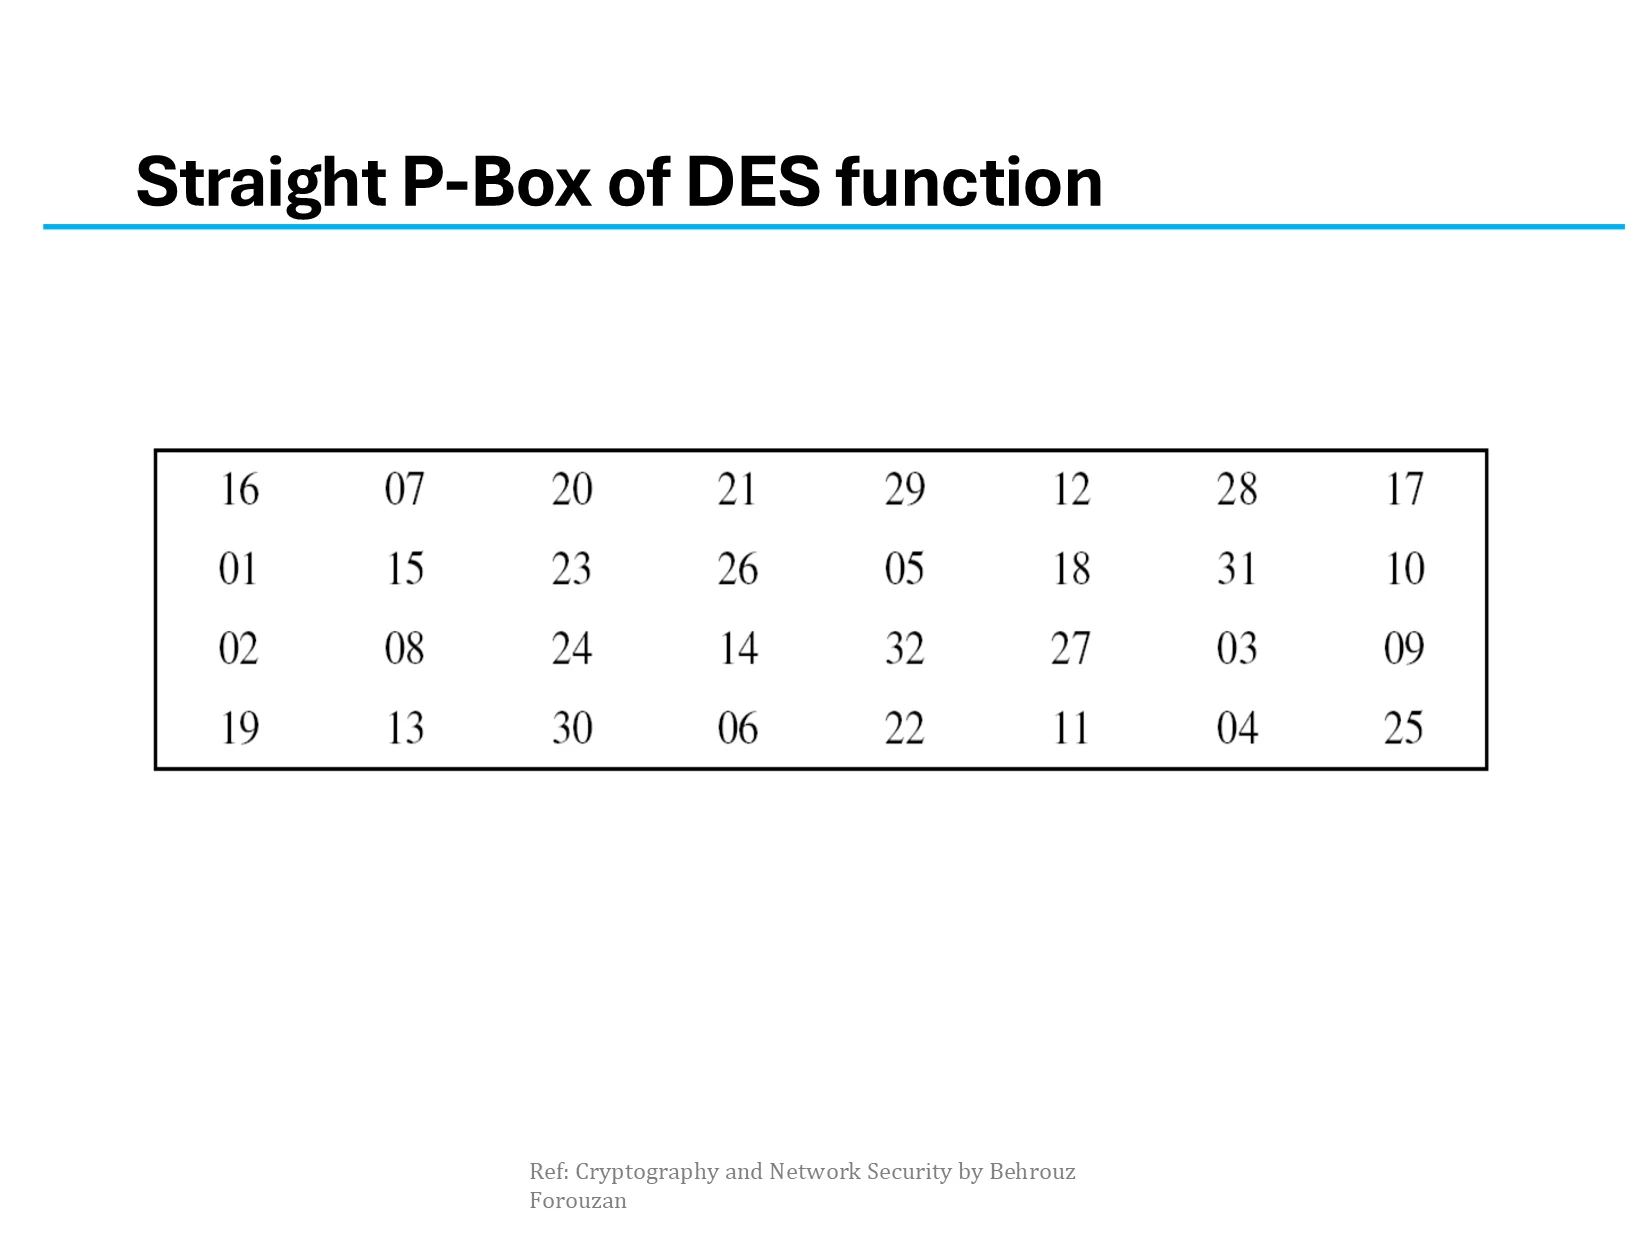 Straight P-Box of DES function
16 07 20 21 29 12 28 17
01 15 23 26 05 18 31 10
02 08 24 14 32 27 03 09
19 13 30 06 22 11 04 25
Ref: Cryptography and Network Security by Behrouz
Forouzan